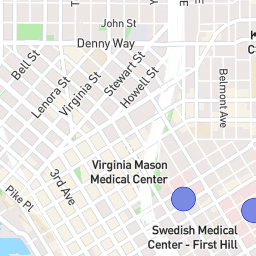 T
John St
Denny Way
K
C
Bell St
Lenora St
Virginia St
Stewart St
Howell St
Y
Belmont Ave
Virginia Mason
Medical Center
3rd Ave
Pike Pl
Swedish Medical
Center - First Hill